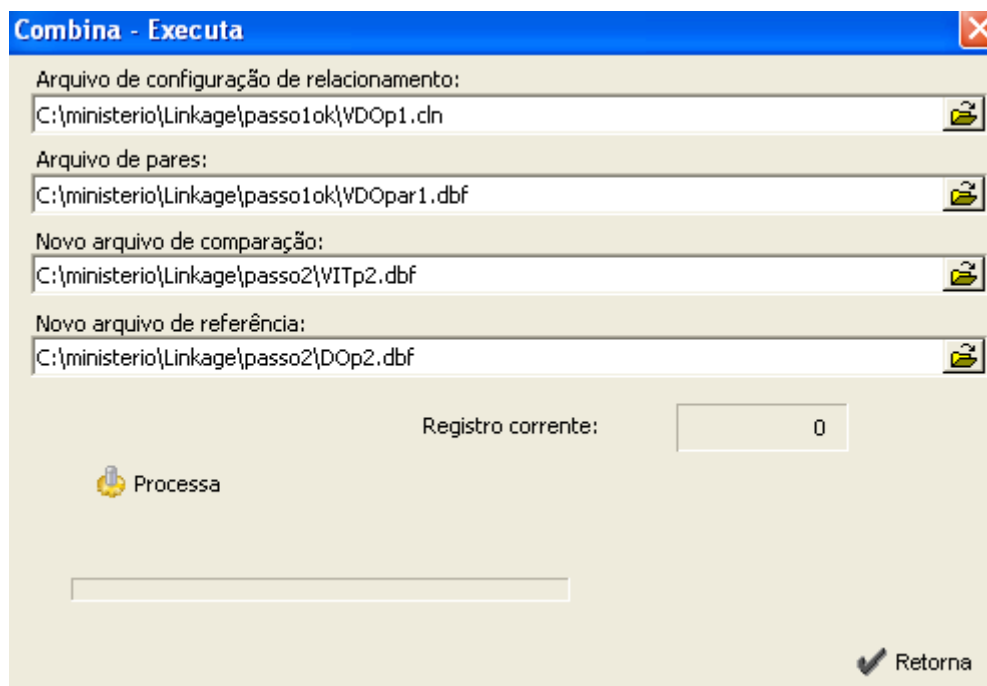 Combina - Executa
Arquivo de configuração de relacionamento:
C:\ministerio\Linkage\passo1ok\VDOp1.cln
Arquivo de pares:
C:\ministerio\Linkage\passo1ok\VDOpar1.dbf
Novo arquivo de comparação:
C:\ministerio\Linkage\passo2\VITp2.dbf
Novo arquivo de referência:
C:\ministerio\Linkage\passo2\DOp2.dbf
Registro corrente: 0
Processa
Retorna